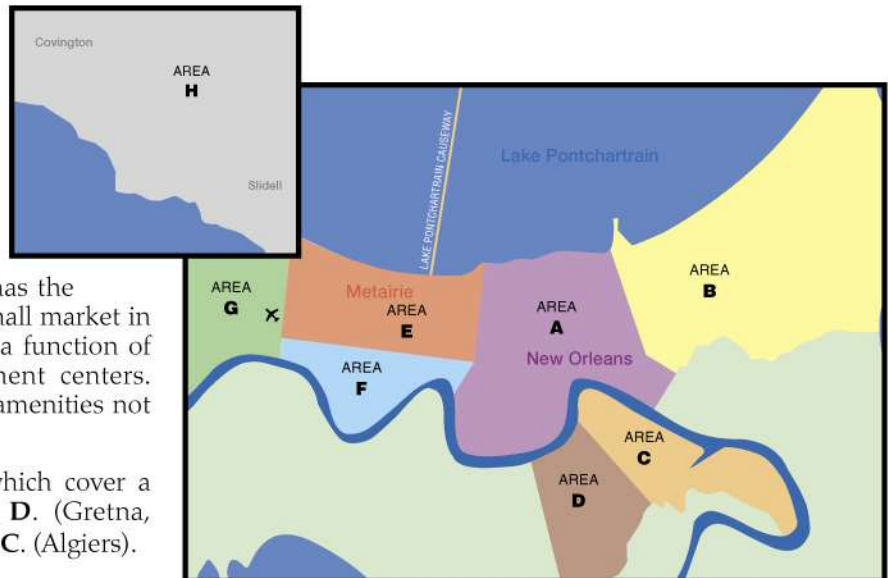 Covington
AREA
H
Slidell
LAKE PONTCHARTRAIN CAUSEWAY
Lake Pontchartrain
AREA
G
Metairie
AREA
E
AREA
A
New Orleans
AREA
B
AREA
F
AREA
C
AREA
D
has the
mall market in
a function of
ment centers.
amenities not
which cover a
D. (Gretna,
C. (Algiers).